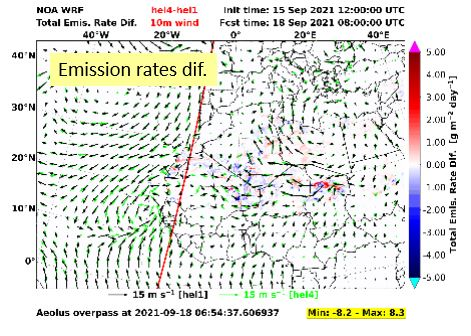 NOA WRF hel4-hel1 Init time: 15 Sep 2021 12:00:00 UTC
Total Emis. Rate Dif. 10m wind Fcst time: 18 Sep 2021 08:00:00 UTC
40°W 20°W 0° 20°E 40°E
Emission rates dif.
40°N
30°N
20°N
10°N
0°
5.00
4.00
3.00
2.00
1.00
0.00
-1.00
-2.00
-3.00
-4.00
-5.00
Total Emis. Rate Dif. [g m⁻² day⁻¹]
15 m s⁻¹ [hel1] 15 m s⁻¹ [hel4]
Aeolus overpass at 2021-09-18 06:54:37.606937 Min: -8.2 - Max: 8.3